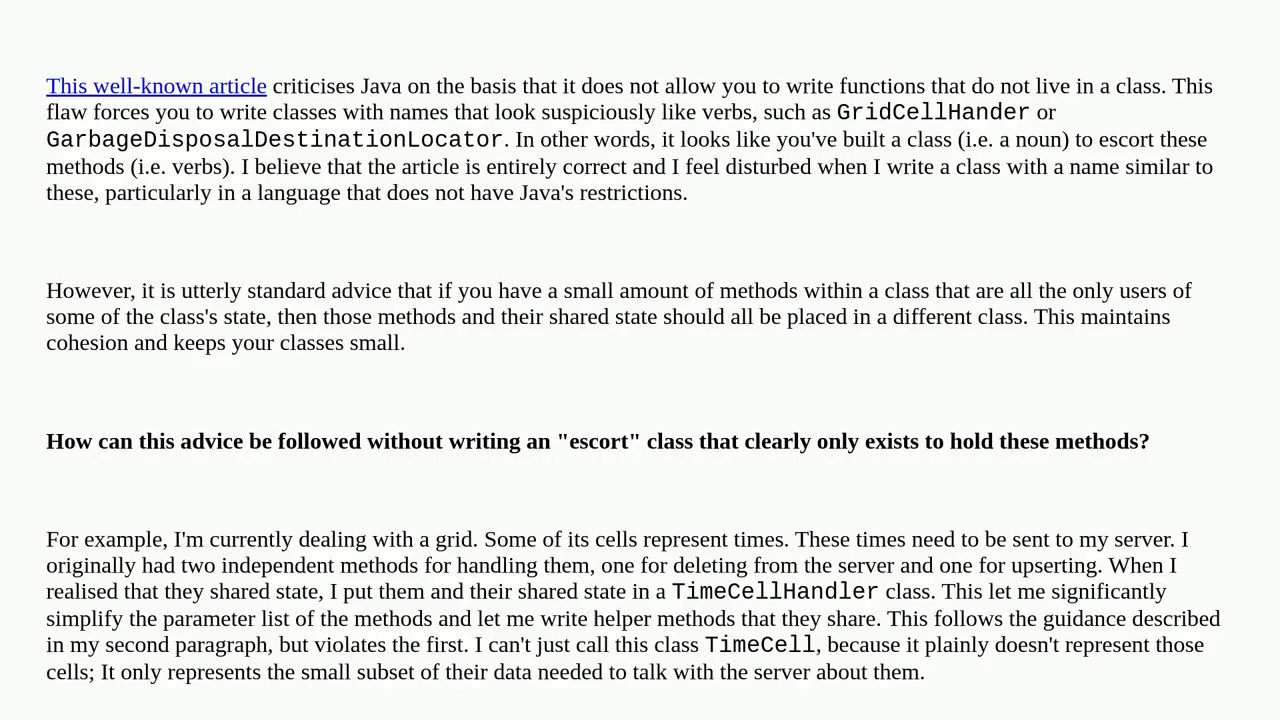 This well-known article criticises Java on the basis that it does not allow you to write functions that do not live in a class. This
flaw forces you to write classes with names that look suspiciously like verbs, such as GridCellHander or
GarbageDisposalDestinationLocator. In other words, it looks like you've built a class (i.e. a noun) to escort these
methods (i.e. verbs). I believe that the article is entirely correct and I feel disturbed when I write a class with a name similar to
these, particularly in a language that does not have Java's restrictions.
However, it is utterly standard advice that if you have a small amount of methods within a class that are all the only users of
some of the class's state, then those methods and their shared state should all be placed in a different class. This maintains
cohesion and keeps your classes small.
How can this advice be followed without writing an "escort" class that clearly only exists to hold these methods?
For example, I'm currently dealing with a grid. Some of its cells represent times. These times need to be sent to my server. I
originally had two independent methods for handling them, one for deleting from the server and one for upserting. When I
realised that they shared state, I put them and their shared state in a TimeCellHandler class. This let me significantly
simplify the parameter list of the methods and let me write helper methods that they share. This follows the guidance described
in my second paragraph, but violates the first. I can't just call this class TimeCell, because it plainly doesn't represent those
cells; It only represents the small subset of their data needed to talk with the server about them.